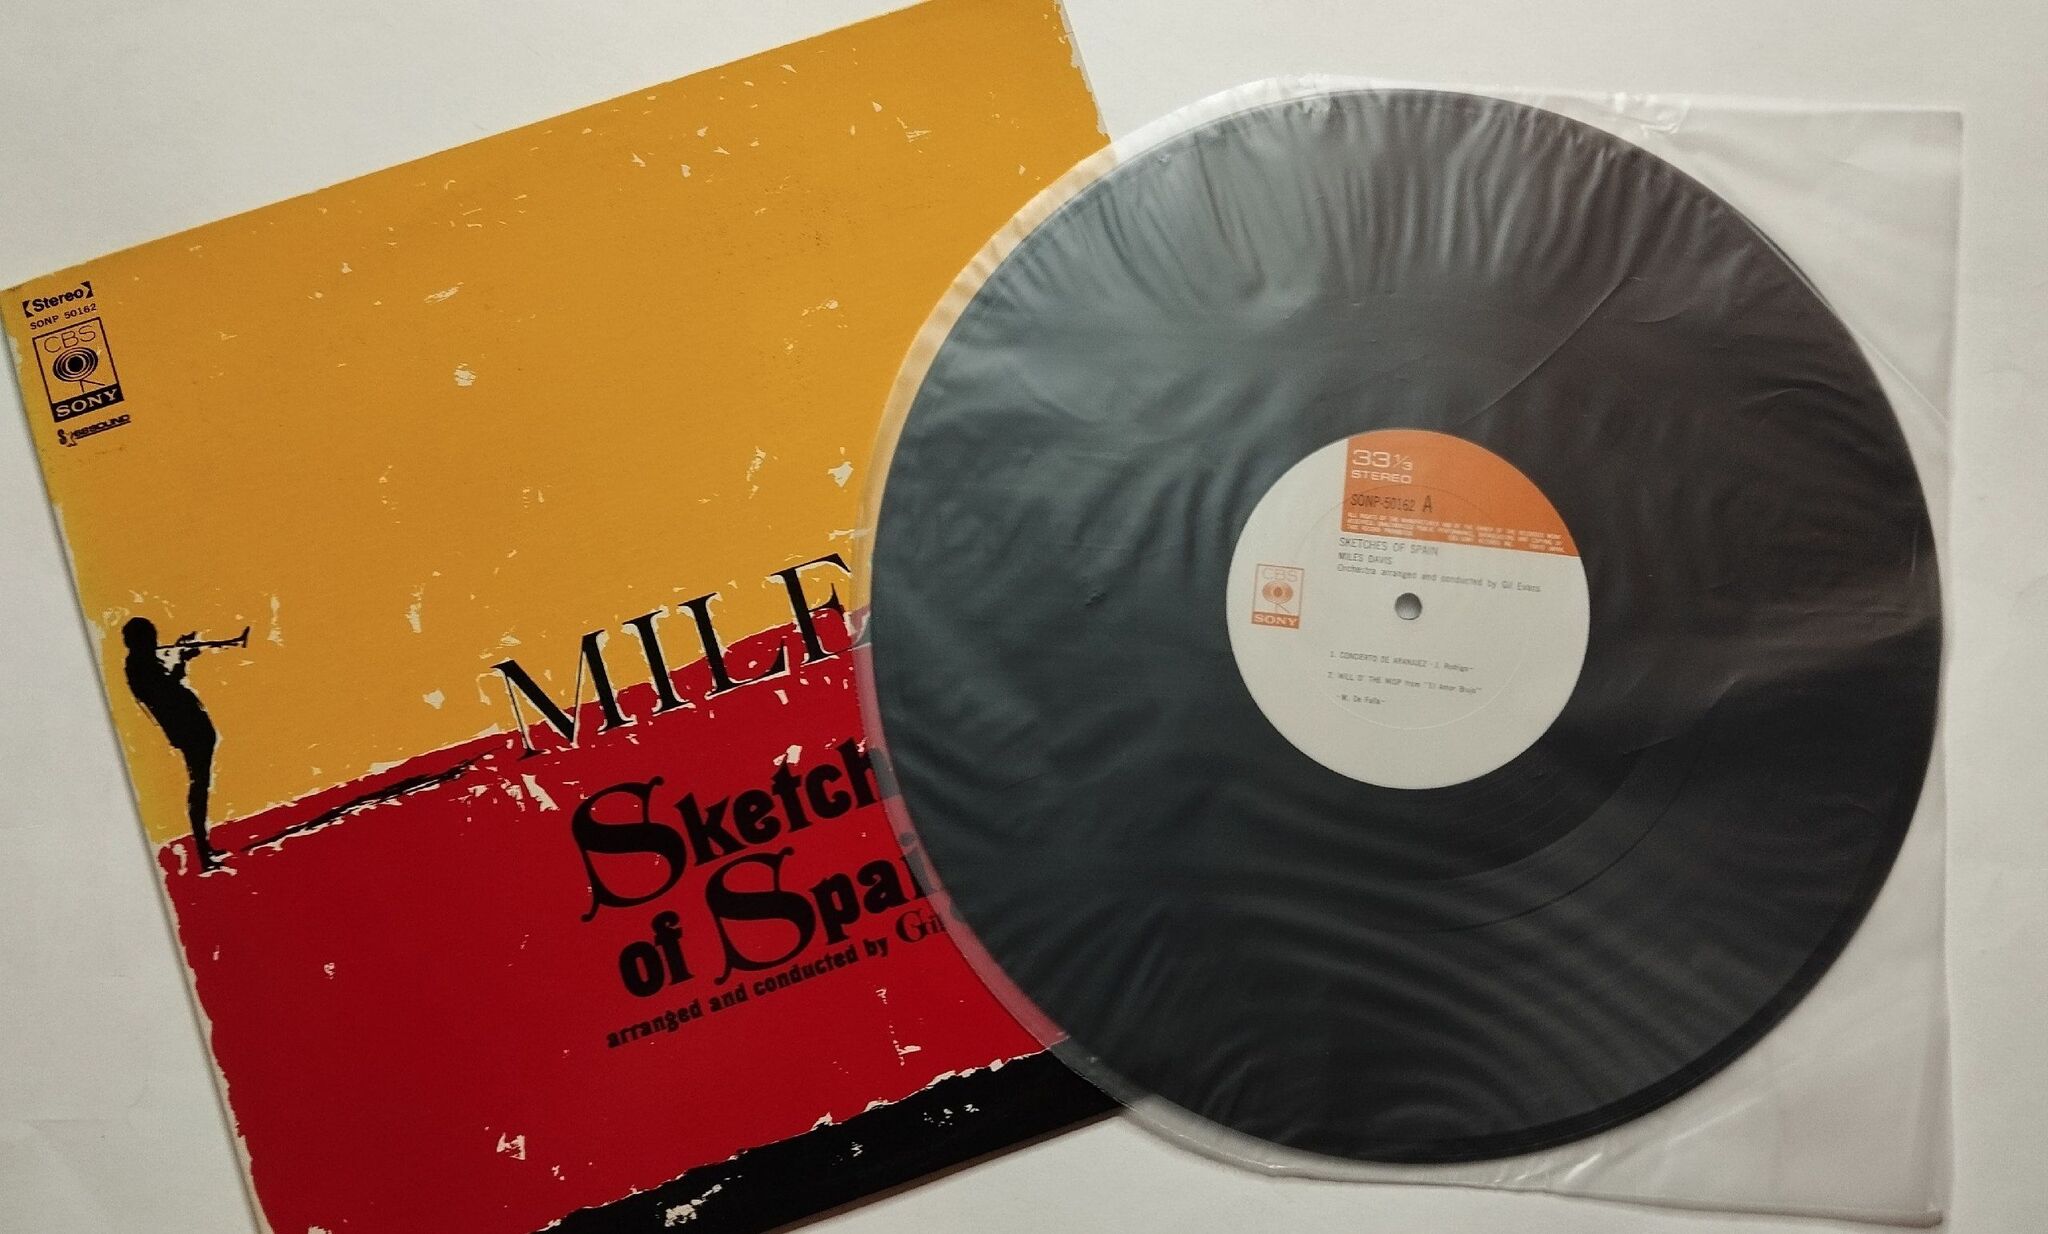 Stereo
SONP 50162
CBS
SONY
MILE
Sketch
of Spai
arranged and conducted by Gil
33 1/3
STEREO
SONP-50162 A
SKETCHES OF SPAIN
MILES DAVIS
Orchestra arranged and conducted by Gil Evans
CBS
SONY
1. CONCIERTO DE ARANJUEZ -J. Rodrigo-
2. WILL O' THE WISP from "El Amor Brujo"
-M. De Falla-